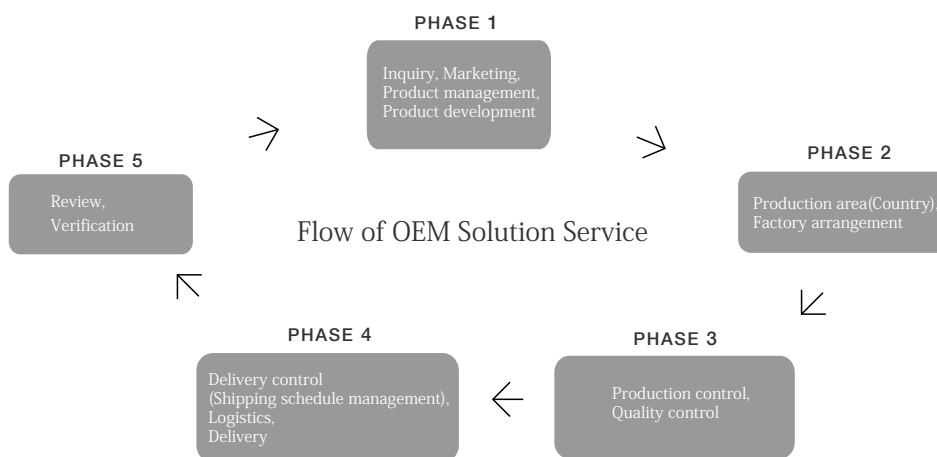 PHASE 1
Inquiry, Marketing,
Product management,
Product development
PHASE 2
Production area(Country),
Factory arrangement
PHASE 3
Production control,
Quality control
PHASE 4
Delivery control
(Shipping schedule management),
Logistics,
Delivery
PHASE 5
Review,
Verification
Flow of OEM Solution Service